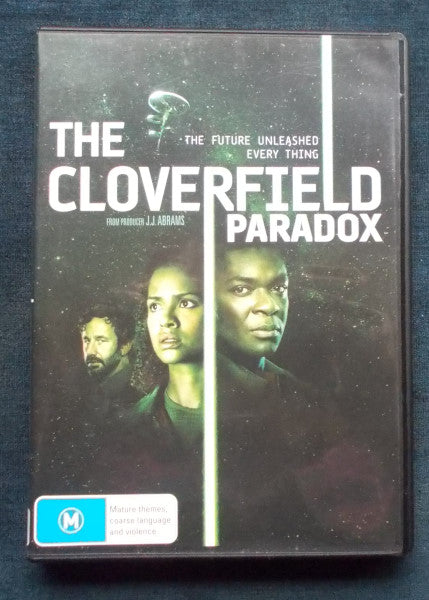 THE
THE FUTURE UNLEASHED
EVERY THING
CLOVERFIELD
FROM PRODUCER J.J. ABRAMS
PARADOX
M
Mature themes,
coarse language
and violence